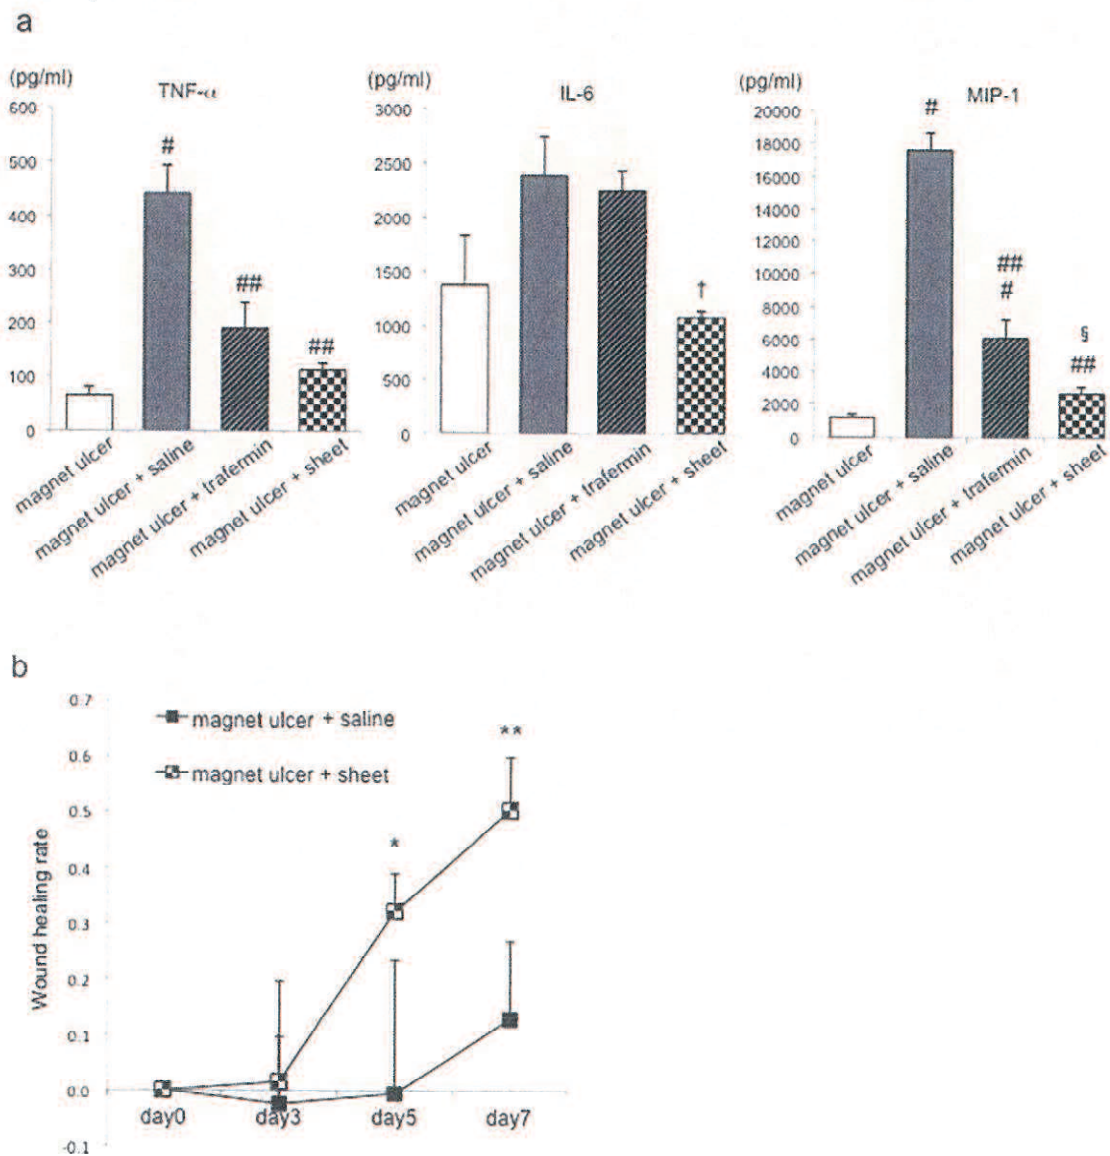 a
(pg/ml)
TNF-α
600
500
400
300
200
100
0
#
##
##
magnet ulcer
magnet ulcer + saline
magnet ulcer + trafermin
magnet ulcer + sheet
(pg/ml)
IL-6
3000
2500
2000
1500
1000
500
0
†
magnet ulcer
magnet ulcer + saline
magnet ulcer + trafermin
magnet ulcer + sheet
(pg/ml)
MIP-1
20000
18000
16000
14000
12000
10000
8000
6000
4000
2000
0
#
##
#
§
##
magnet ulcer
magnet ulcer + saline
magnet ulcer + trafermin
magnet ulcer + sheet
b
Wound healing rate
0.7
0.6
0.5
0.4
0.3
0.2
0.1
0.0
-0.1
magnet ulcer + saline
magnet ulcer + sheet
*
**
day0
day3
day5
day7